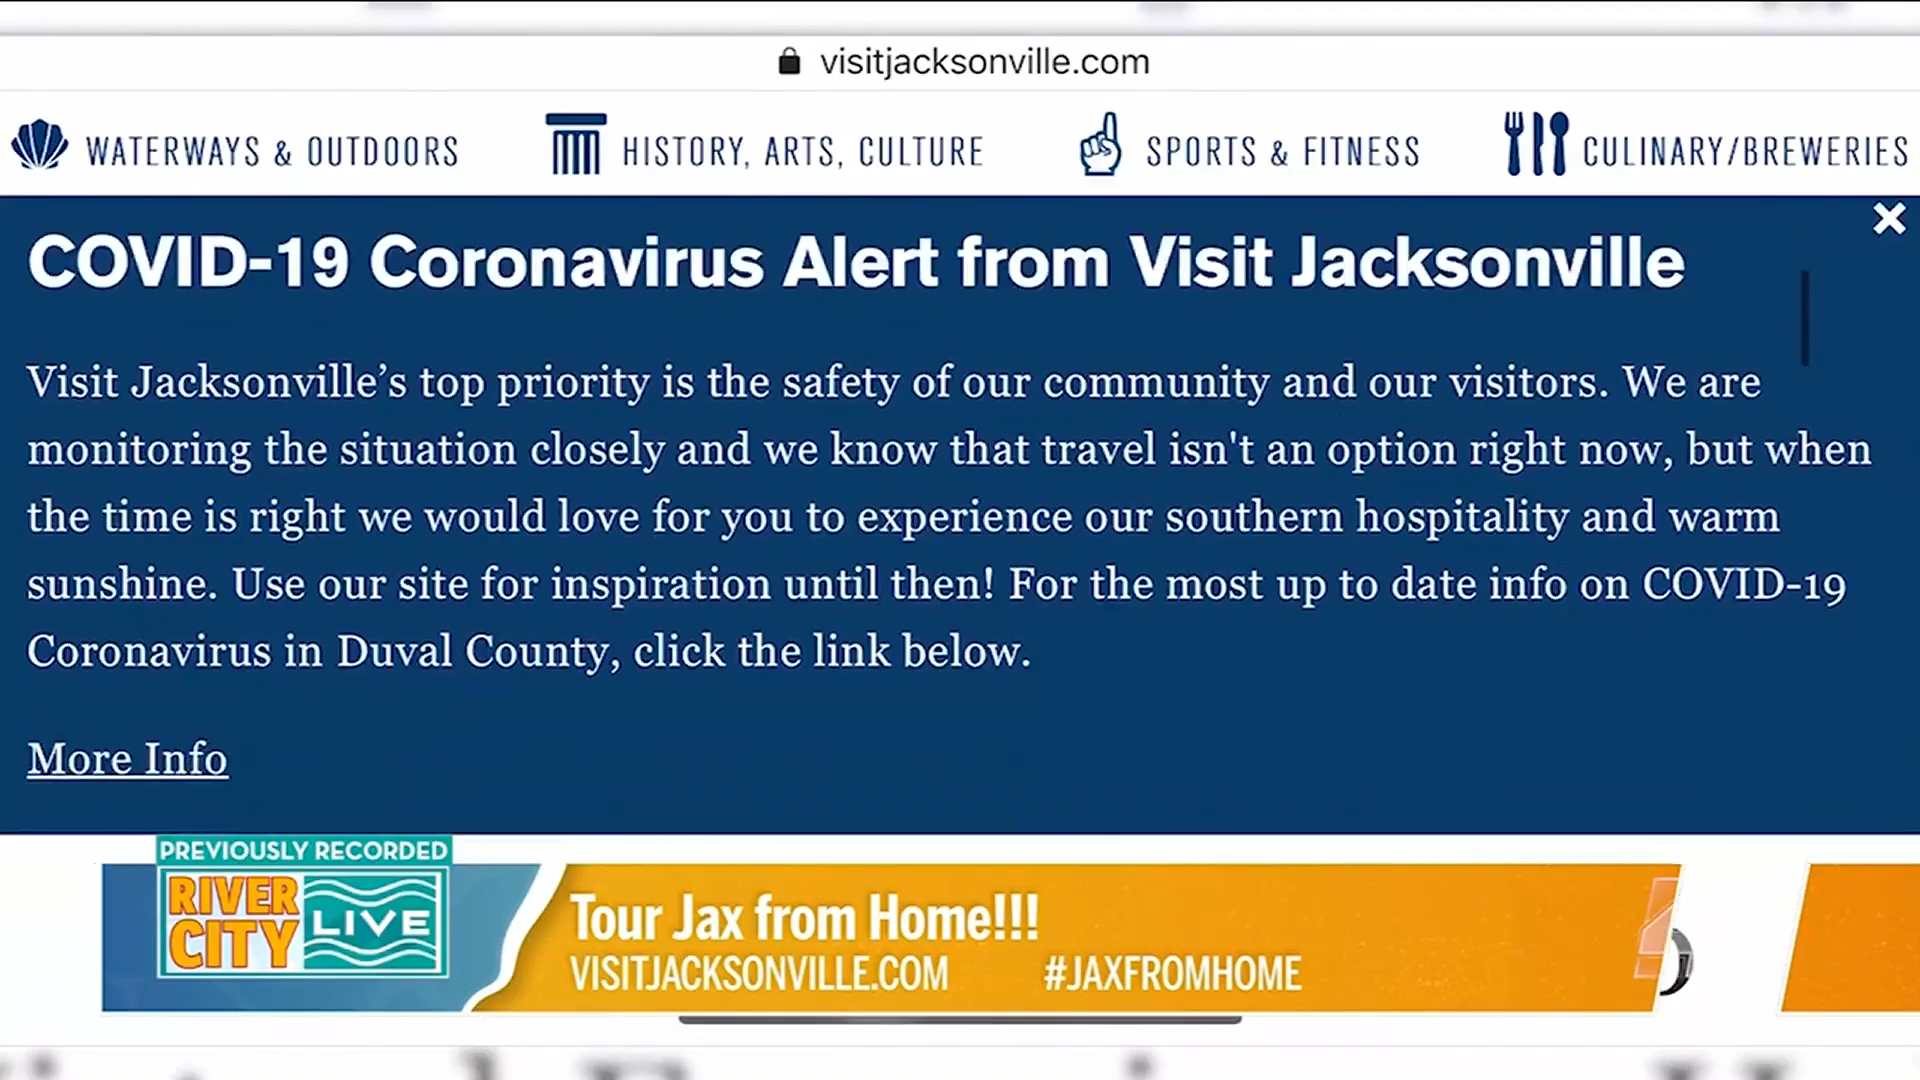 visitjacksonville.com
WATERWAYS & OUTDOORS
HISTORY, ARTS, CULTURE
SPORTS & FITNESS
CULINARY/BREWERIES
COVID-19 Coronavirus Alert from Visit Jacksonville
Visit Jacksonville’s top priority is the safety of our community and our visitors. We are
monitoring the situation closely and we know that travel isn't an option right now, but when
the time is right we would love for you to experience our southern hospitality and warm
sunshine. Use our site for inspiration until then! For the most up to date info on COVID-19
Coronavirus in Duval County, click the link below.
More Info
PREVIOUSLY RECORDED
RIVER
CITY
LIVE
Tour Jax from Home!!!
VISITJACKSONVILLE.COM #JAXFROMHOME